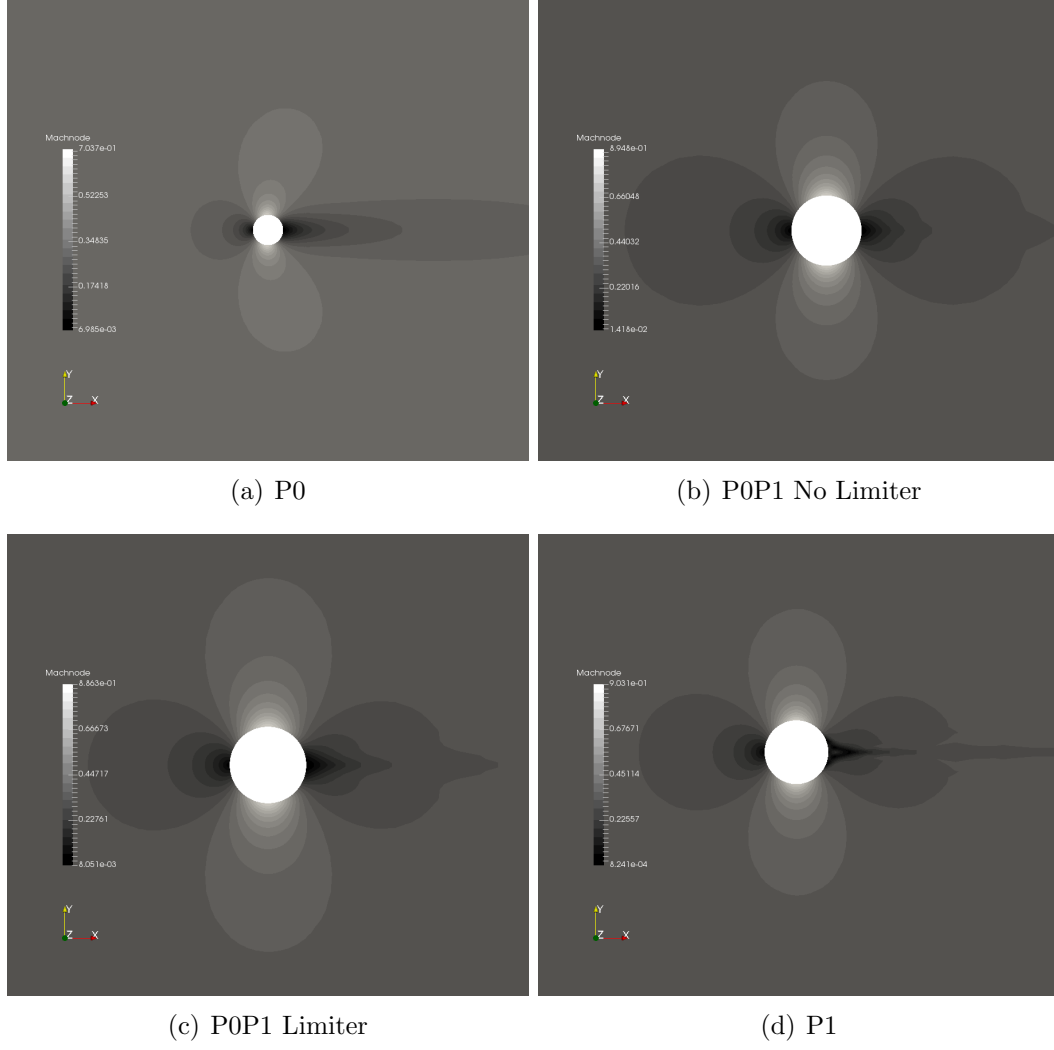 Machnode
7.037e-01
0.52253
0.34835
0.17418
6.985e-03
Y
Z X
(a) P0
Machnode
8.948e-01
0.66048
0.44032
0.22016
1.418e-02
Y
Z X
(b) P0P1 No Limiter
Machnode
8.863e-01
0.66673
0.44717
0.22761
8.051e-03
Y
Z X
(c) P0P1 Limiter
Machnode
9.031e-01
0.67671
0.45114
0.22557
8.241e-04
Y
Z X
(d) P1